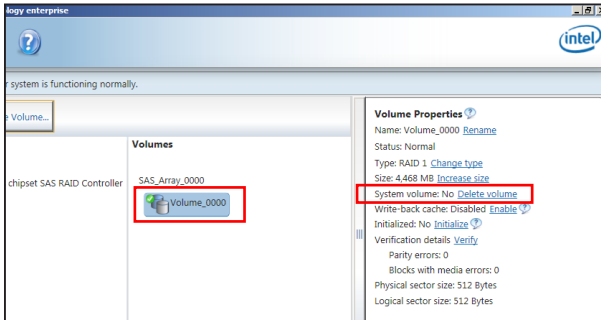 ology enterprise
intel
r system is functioning normally.
e Volume...
Volumes
chipset SAS RAID Controller
SAS_Array_0000
Volume_0000
Volume Properties
Name: Volume_0000 Rename
Status: Normal
Type: RAID 1 Change type
Size: 4,468 MB Increase size
System volume: No Delete volume
Write-back cache: Disabled Enable
Initialized: No Initialize
Verification details Verify
Parity errors: 0
Blocks with media errors: 0
Physical sector size: 512 Bytes
Logical sector size: 512 Bytes